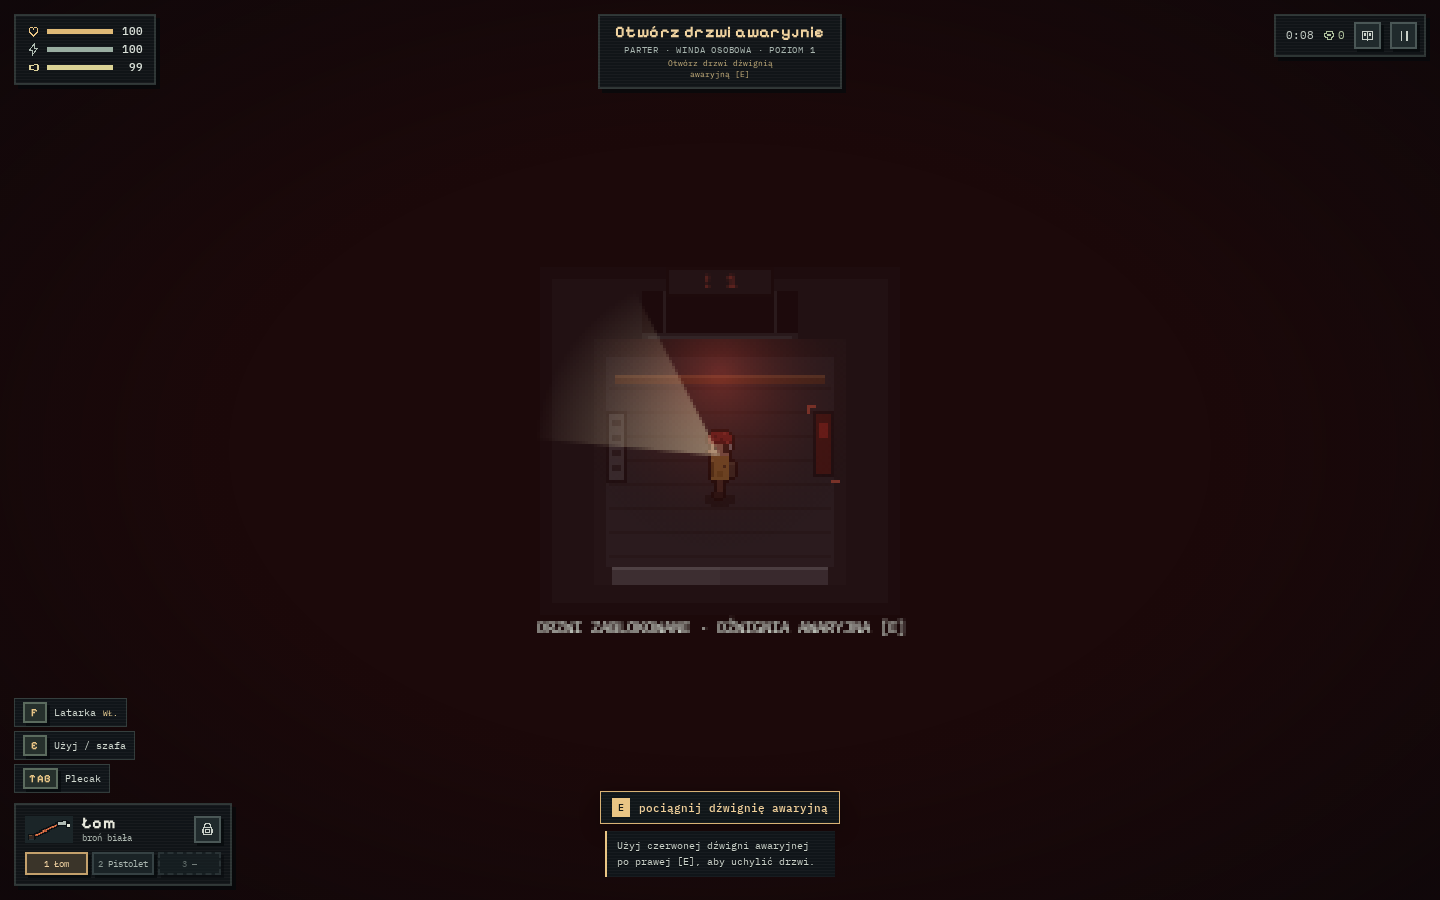 100
100
99
Otwórz drzwi awaryjnie
PARTER · WINDA OSOBOWA · POZIOM 1
Otwórz drzwi dźwignią
awaryjną [E]
0:08
0
1
DRZWI ZABLOKOWANE · DŹWIGNIA AWARYJNA [E]
F Latarka WŁ.
E Użyj / szafa
TAB Plecak
Łom
broń biała
1 Łom
2 Pistolet
3 —
E pociągnij dźwignię awaryjną
Użyj czerwonej dźwigni awaryjnej
po prawej [E], aby uchylić drzwi.